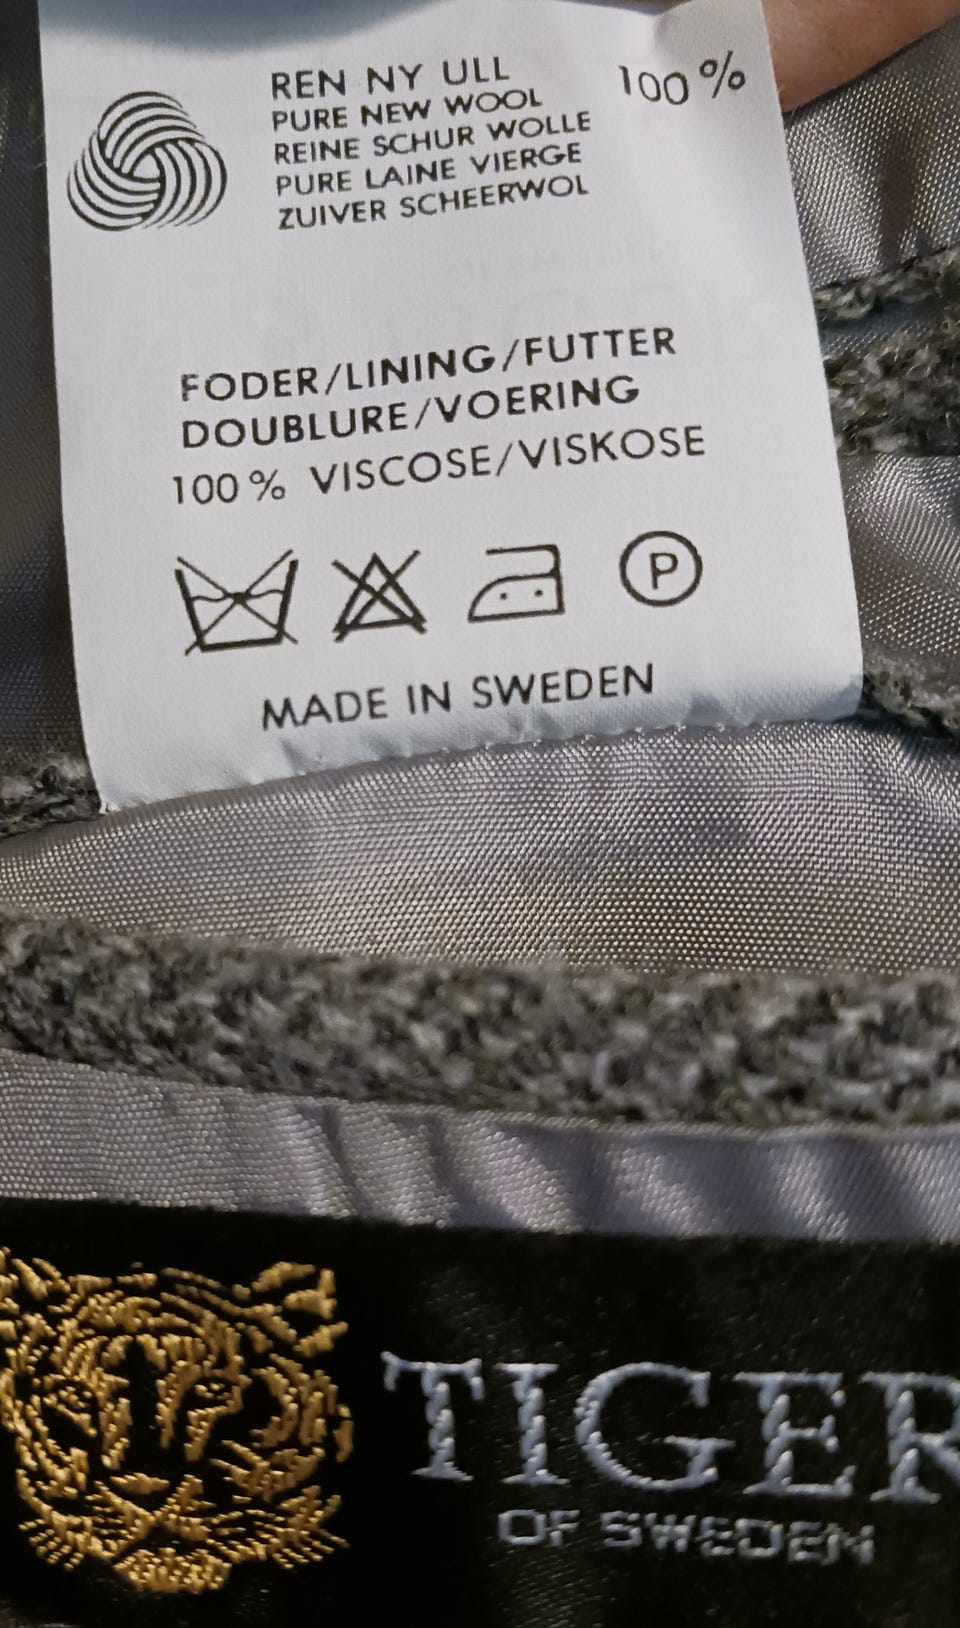 REN NY ULL 100%
PURE NEW WOOL
REINE SCHUR WOLLE
PURE LAINE VIERGE
ZUIVER SCHEERWOL
FODER/LINING/FUTTER
DOUBLURE/VOERING
100% VISCOSE/VISKOSE
P
MADE IN SWEDEN
TIGER
OF SWEDEN